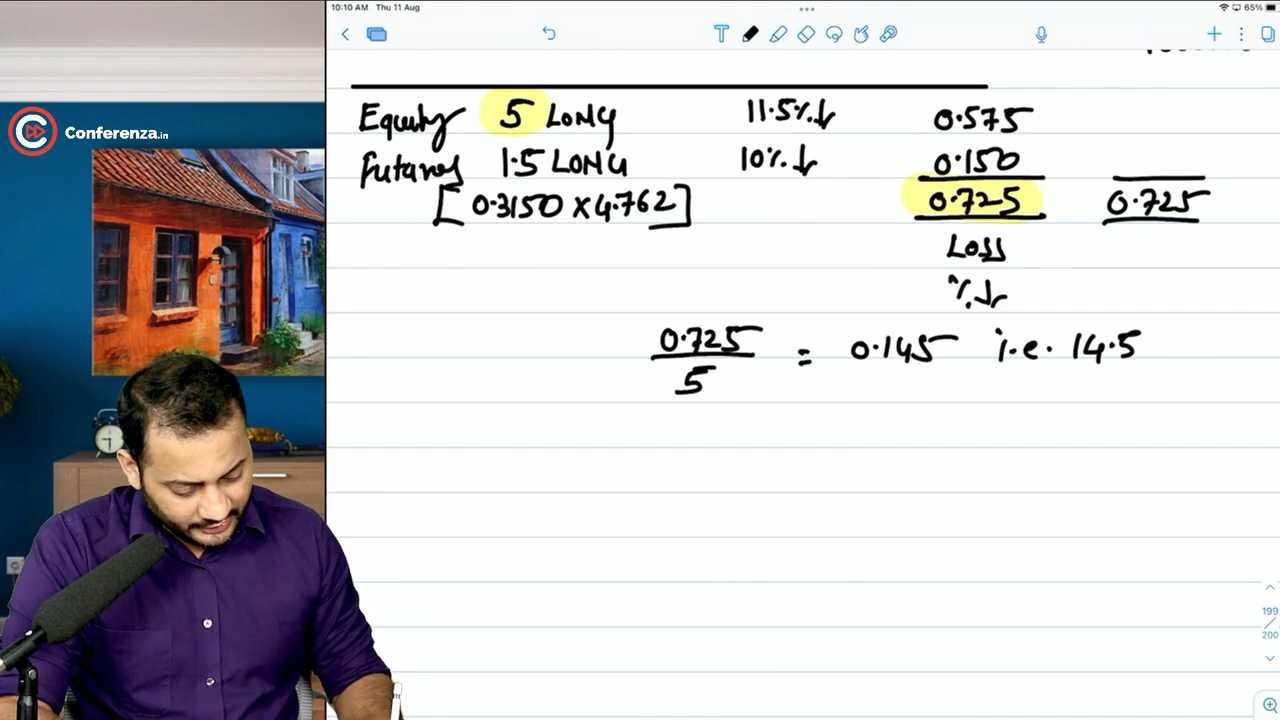 10:10 AM Thu 11 Aug
65%
Conferenza.in
Equity 5 LONG 11.5%↓ 0.575
Futures 1.5 LONG 10%↓ 0.150
[0.3150 x 4.762] 0.725 0.725
Loss
%↓
0.725
5
= 0.145 i.e. 14.5
199
200